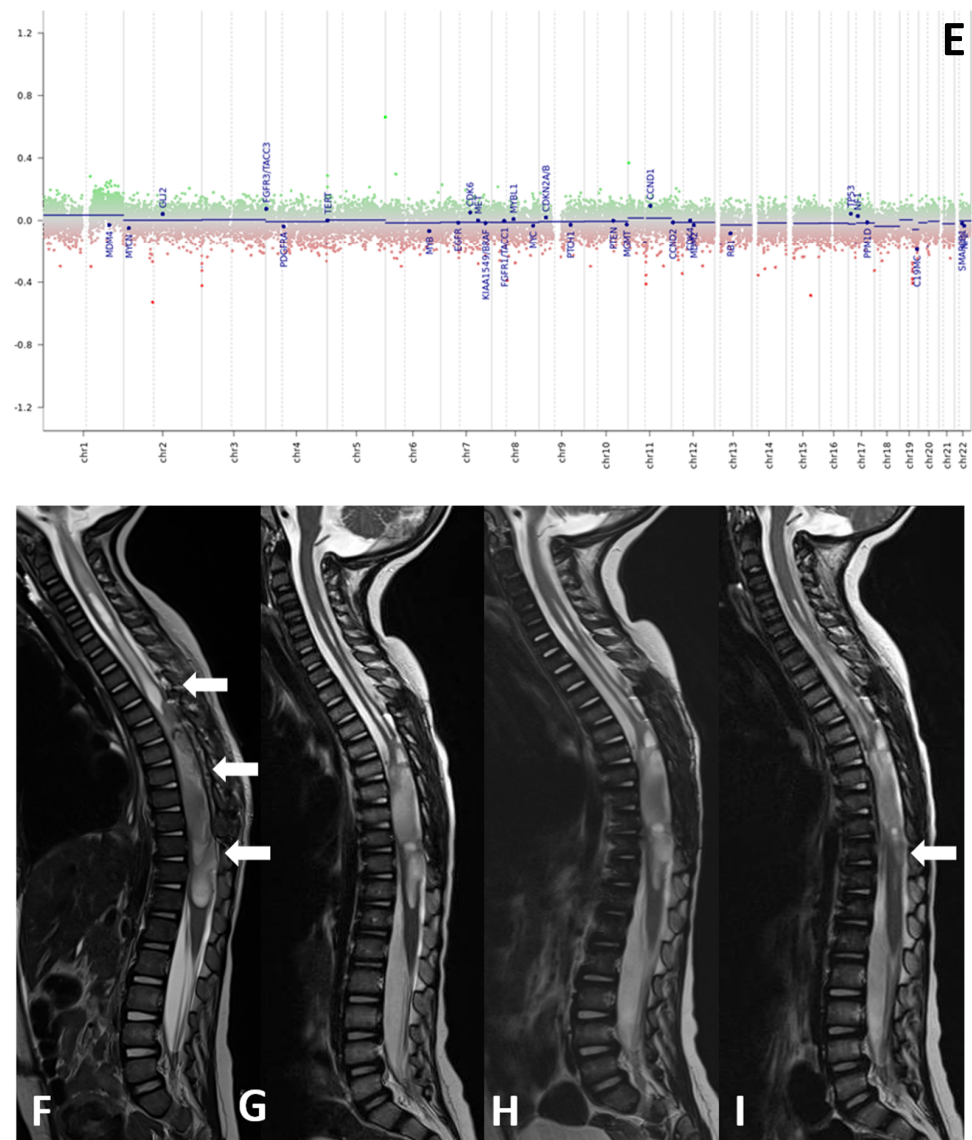 E
1.2
0.8
0.4
0.0
-0.4
-0.8
-1.2
MDM4
MYCN
GLI2
FGFR3/TACC3
PDGFRA
TERT
MYB
EGFR
CDK6
MET
KIAA1549/BRAF
FGFR1/TACC1
MYBL1
MYC
CDKN2A/B
PTCH1
PTEN
MGMT
CCND1
CCND2
RB1
TP53
NF1
PPM1D
C19MC
chr1
chr2
chr3
chr4
chr5
chr6
chr7
chr8
chr9
chr10
chr11
chr12
chr13
chr14
chr15
chr16
chr17
chr18
chr19
chr20
chr21
chr22
F
G
H
I